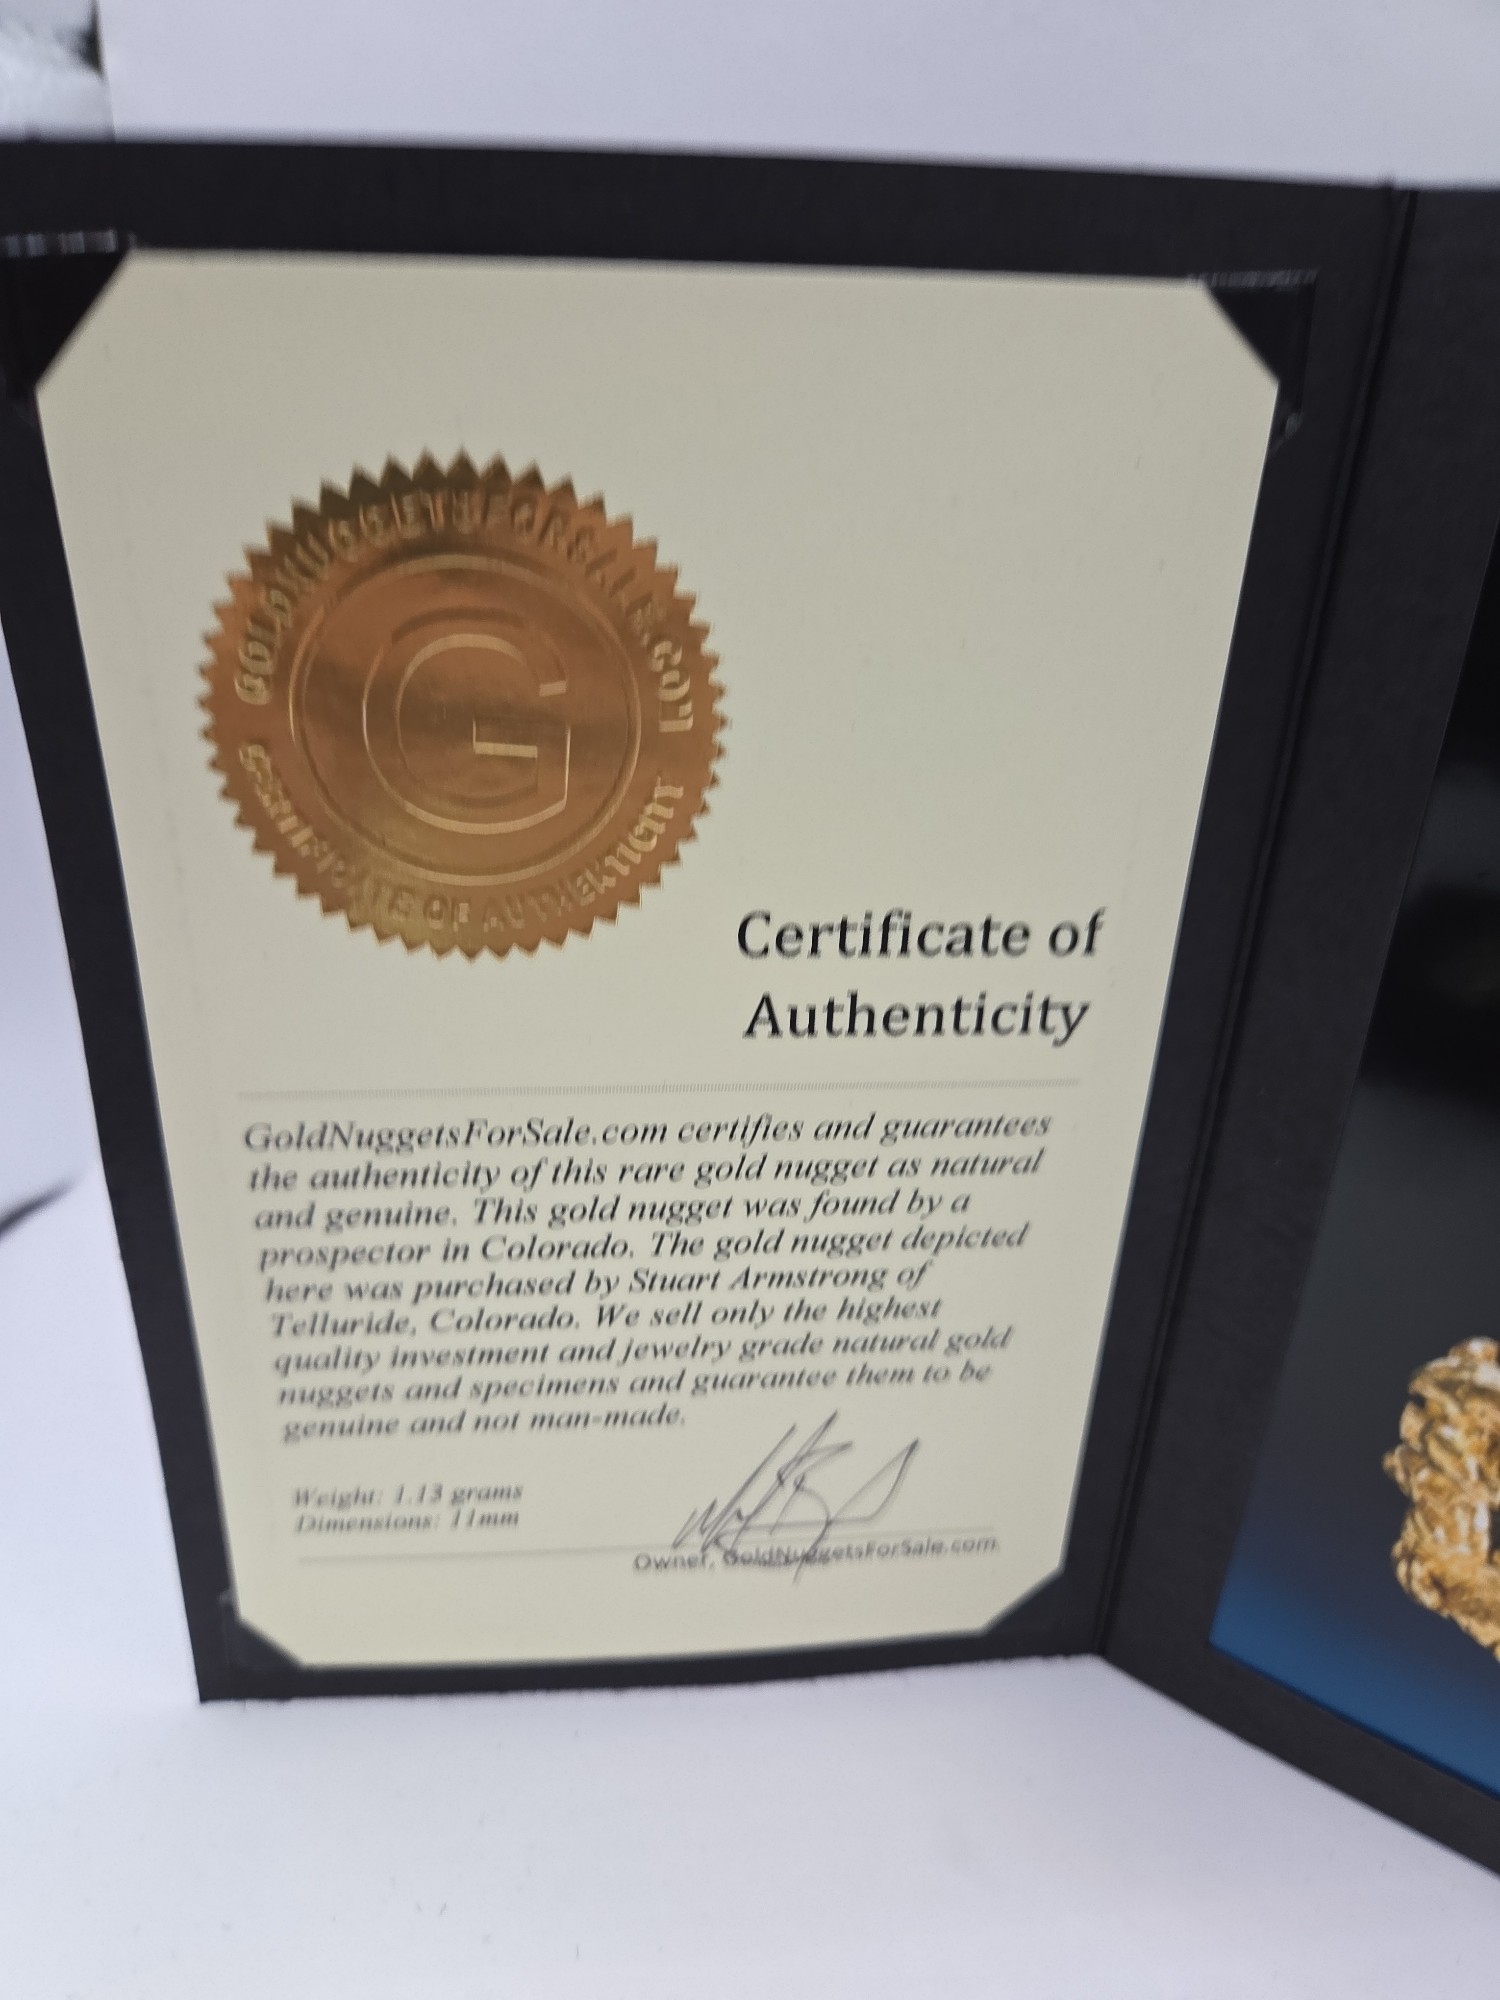 GOLDNUGGETSFORSALE.COM
G
CERTIFICATE OF AUTHENTICITY
Certificate of
Authenticity
GoldNuggetsForSale.com certifies and guarantees
the authenticity of this rare gold nugget as natural
and genuine. This gold nugget was found by a
prospector in Colorado. The gold nugget depicted
here was purchased by Stuart Armstrong of
Telluride, Colorado. We sell only the highest
quality investment and jewelry grade natural gold
nuggets and specimens and guarantee them to be
genuine and not man-made.
Weight: 1.13 grams
Dimensions: 11mm
Owner, GoldNuggetsForSale.com